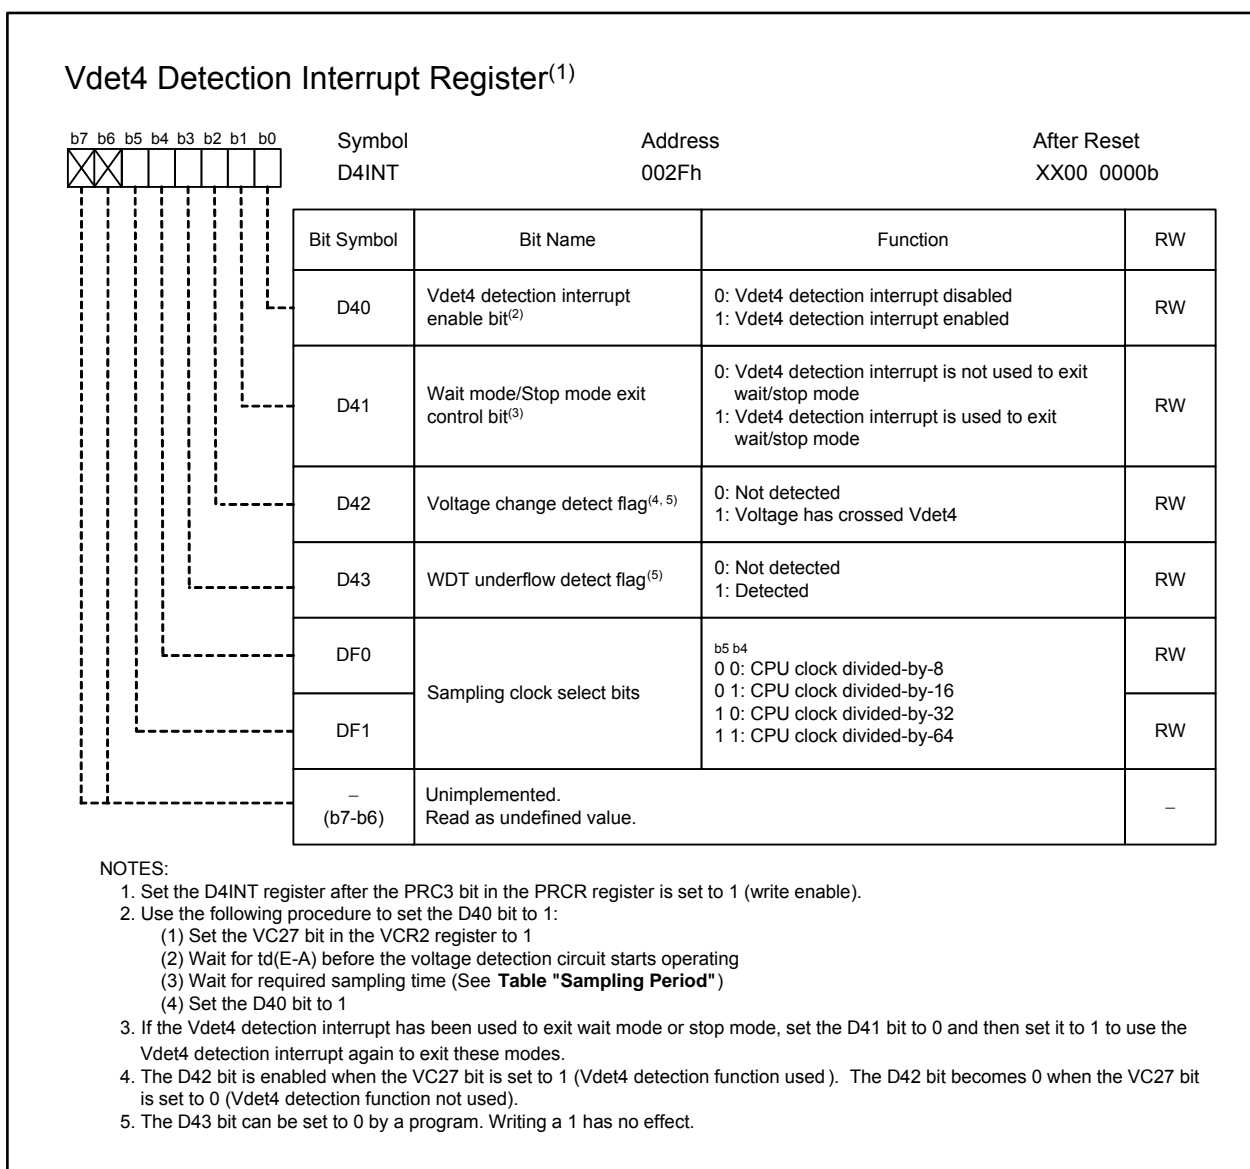 Vdet4 Detection Interrupt Register(1)
b7 b6 b5 b4 b3 b2 b1 b0
Symbol Address After Reset
D4INT 002Fh XX00 0000b
Bit Symbol Bit Name Function RW
D40 Vdet4 detection interrupt enable bit(2) 0: Vdet4 detection interrupt disabled RW
1: Vdet4 detection interrupt enabled
D41 Wait mode/Stop mode exit control bit(3) 0: Vdet4 detection interrupt is not used to exit RW
wait/stop mode
1: Vdet4 detection interrupt is used to exit
wait/stop mode
D42 Voltage change detect flag(4, 5) 0: Not detected RW
1: Voltage has crossed Vdet4
D43 WDT underflow detect flag(5) 0: Not detected RW
1: Detected
DF0 Sampling clock select bits b5 b4 RW
0 0: CPU clock divided-by-8
0 1: CPU clock divided-by-16
DF1 1 0: CPU clock divided-by-32 RW
1 1: CPU clock divided-by-64
– (b7-b6) Unimplemented. –
Read as undefined value.
NOTES:
1. Set the D4INT register after the PRC3 bit in the PRCR register is set to 1 (write enable).
2. Use the following procedure to set the D40 bit to 1:
(1) Set the VC27 bit in the VCR2 register to 1
(2) Wait for td(E-A) before the voltage detection circuit starts operating
(3) Wait for required sampling time (See Table "Sampling Period")
(4) Set the D40 bit to 1
3. If the Vdet4 detection interrupt has been used to exit wait mode or stop mode, set the D41 bit to 0 and then set it to 1 to use the
Vdet4 detection interrupt again to exit these modes.
4. The D42 bit is enabled when the VC27 bit is set to 1 (Vdet4 detection function used). The D42 bit becomes 0 when the VC27 bit
is set to 0 (Vdet4 detection function not used).
5. The D43 bit can be set to 0 by a program. Writing a 1 has no effect.